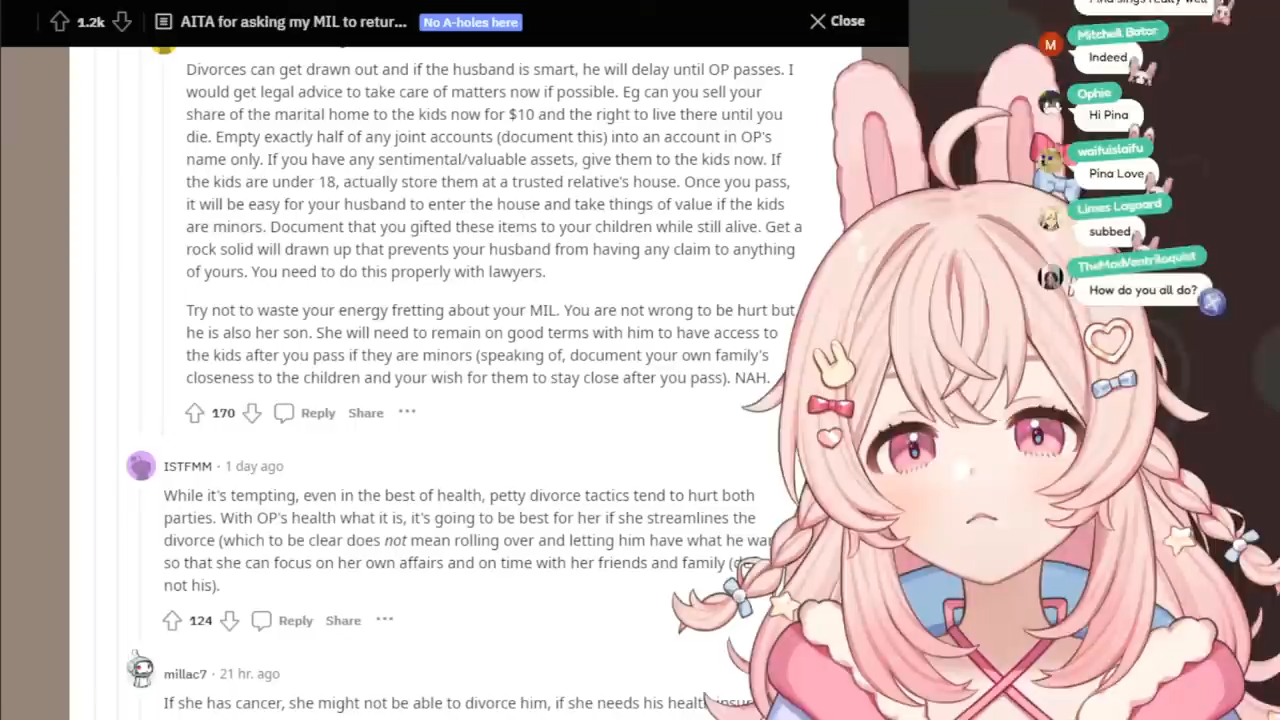 1.2k
AITA for asking my MIL to retur...
No A-holes here
Close
Divorces can get drawn out and if the husband is smart, he will delay until OP passes. I
would get legal advice to take care of matters now if possible. Eg can you sell your
share of the marital home to the kids now for $10 and the right to live there until you
die. Empty exactly half of any joint accounts (document this) into an account in OP's
name only. If you have any sentimental/valuable assets, give them to the kids now. If
the kids are under 18, actually store them at a trusted relative's house. Once you pass,
it will be easy for your husband to enter the house and take things of value if the kids
are minors. Document that you gifted these items to your children while still alive. Get a
rock solid will drawn up that prevents your husband from having any claim to anything
of yours. You need to do this properly with lawyers.
Try not to waste your energy fretting about your MIL. You are not wrong to be hurt but
he is also her son. She will need to remain on good terms with him to have access to
the kids after you pass if they are minors (speaking of, document your own family's
closeness to the children and your wish for them to stay close after you pass). NAH.
170 Reply Share ...
ISTFMM · 1 day ago
While it's tempting, even in the best of health, petty divorce tactics tend to hurt both
parties. With OP's health what it is, it's going to be best for her if she streamlines the
divorce (which to be clear does not mean rolling over and letting him have what he
so that she can focus on her own affairs and on time with her friends and family
not his).
124 Reply Share ...
millac7 · 21 hr. ago
If she has cancer, she might not be able to divorce him, if she needs his health
Pina sings really well
Mitchell Bator
Indeed
Ophie
Hi Pina
waifuislaifu
Pina Love
Limes Lagaard
subbed
TheMadVentriloquist
How do you all do?